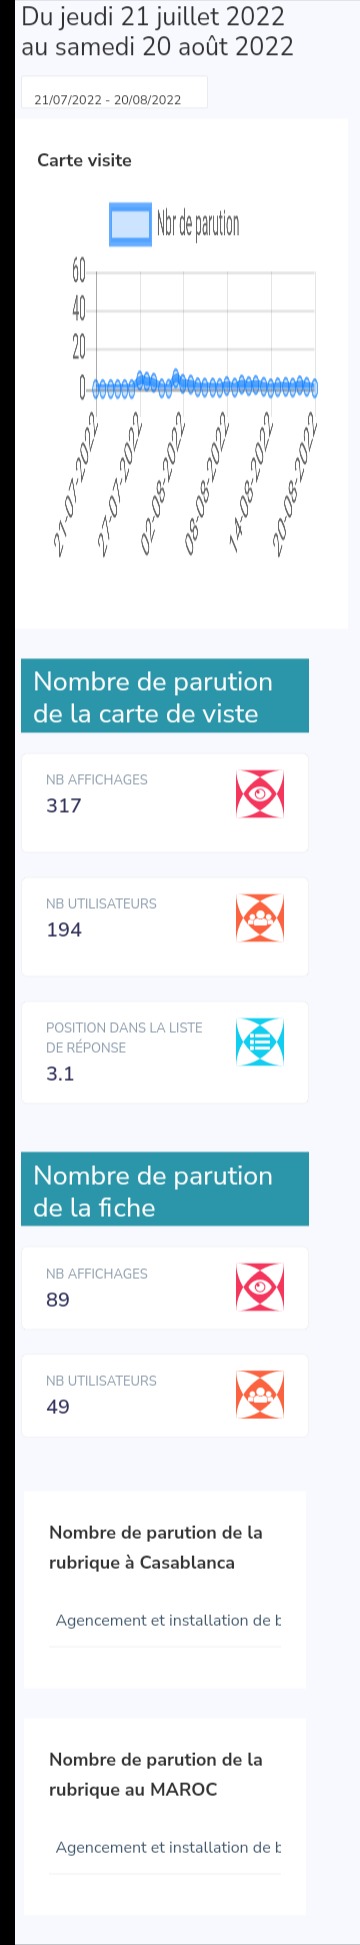 Du jeudi 21 juillet 2022
au samedi 20 août 2022
21/07/2022 - 20/08/2022
Carte visite
Nbr de parution
60
40
20
0
21-07-2022
27-07-2022
02-08-2022
08-08-2022
14-08-2022
20-08-2022
Nombre de parution
de la carte de viste
NB AFFICHAGES
317
NB UTILISATEURS
194
POSITION DANS LA LISTE
DE RÉPONSE
3.1
Nombre de parution
de la fiche
NB AFFICHAGES
89
NB UTILISATEURS
49
Nombre de parution de la
rubrique à Casablanca
Agencement et installation de b
Nombre de parution de la
rubrique au MAROC
Agencement et installation de b